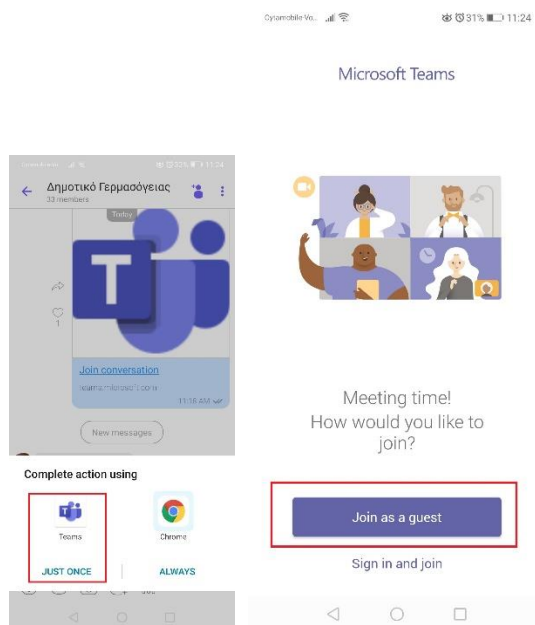 Δημοτικό Γερμασόγειας
33 members
Today
T
1
Join conversation
teams.microsoft.com
11:16 AM
New messages
Complete action using
Teams
Chrome
JUST ONCE
ALWAYS
31% 11:24
Microsoft Teams
Meeting time!
How would you like to
join?
Join as a guest
Sign in and join